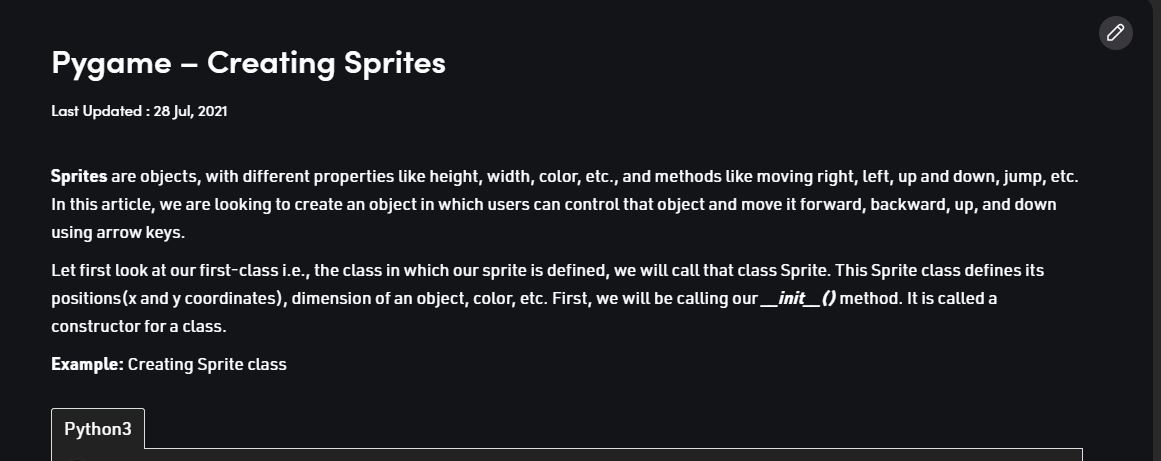 Pygame – Creating Sprites
Last Updated : 28 Jul, 2021
Sprites are objects, with different properties like height, width, color, etc., and methods like moving right, left, up and down, jump, etc.
In this article, we are looking to create an object in which users can control that object and move it forward, backward, up, and down
using arrow keys.
Let first look at our first-class i.e., the class in which our sprite is defined, we will call that class Sprite. This Sprite class defines its
positions(x and y coordinates), dimension of an object, color, etc. First, we will be calling our __init__() method. It is called a
constructor for a class.
Example: Creating Sprite class
Python3